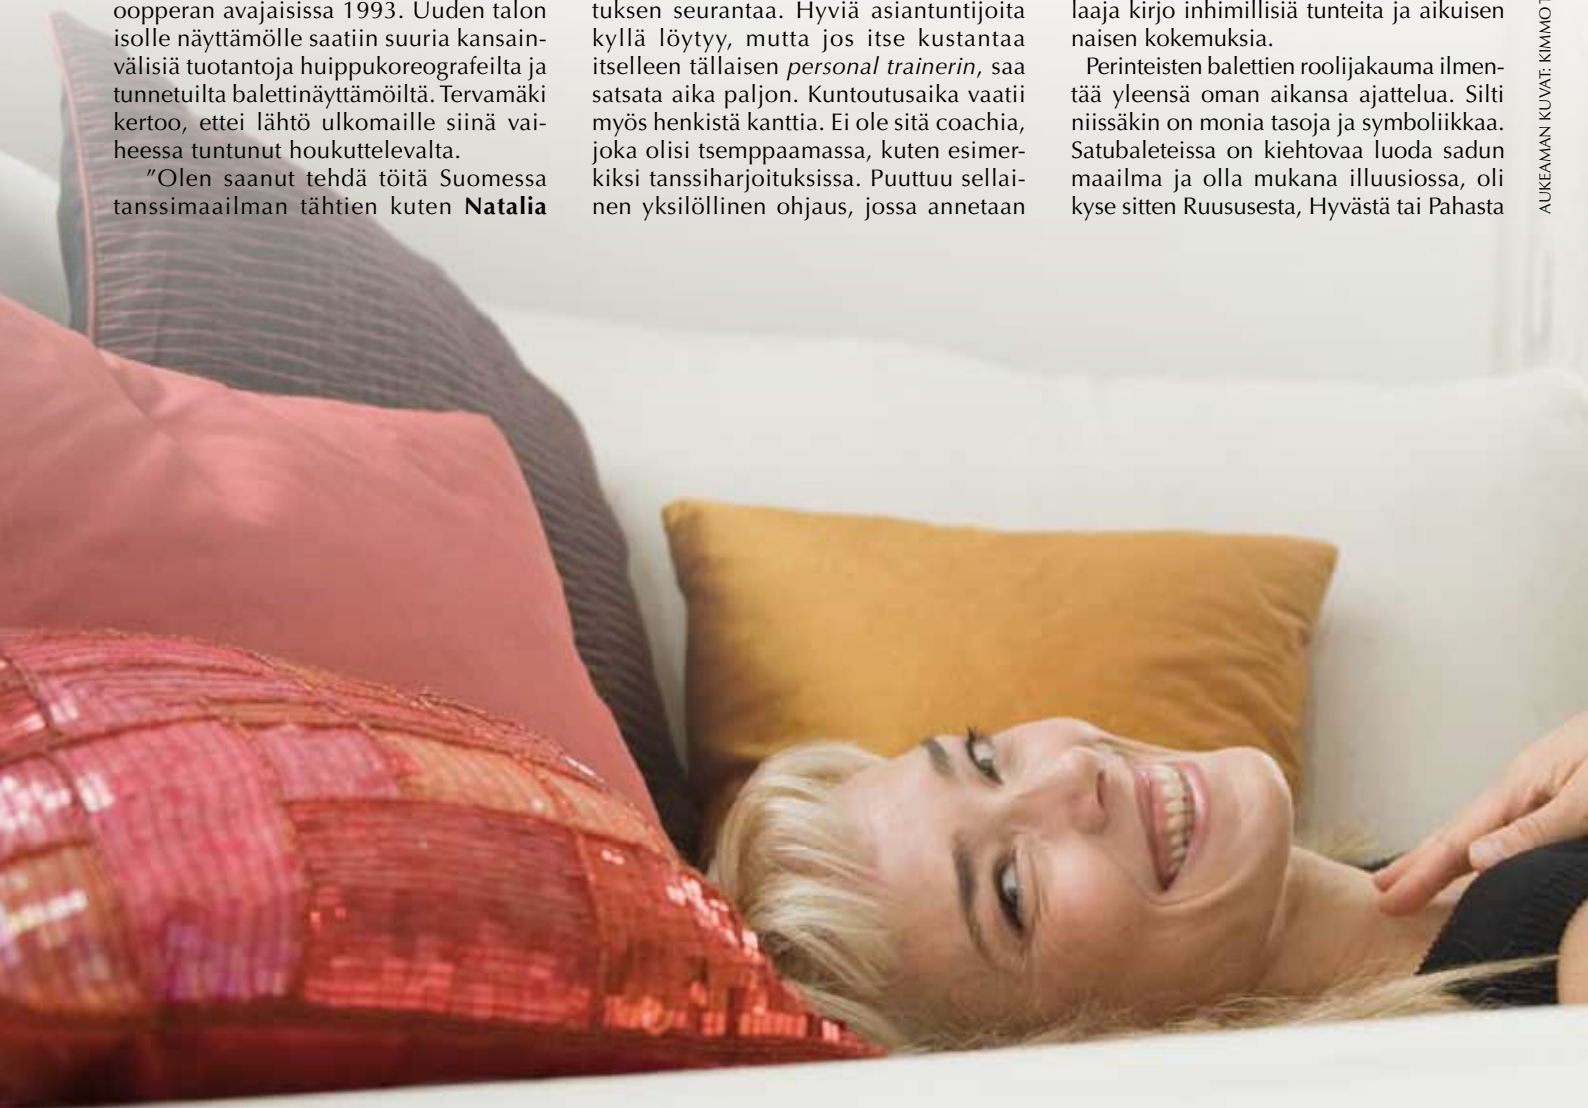 oopperan avajaisissa 1993. Uuden talon
isolle näyttämölle saatiin suuria kansain-
välisiä tuotantoja huippukoreografeilta ja
tunnetuilta balettinäyttämöiltä. Tervamäki
kertoo, ettei lähtö ulkomaille siinä vai-
heessa tuntunut houkuttelevalta.
”Olen saanut tehdä töitä Suomessa
tanssimaailman tähtien kuten Natalia
tuksen seurantaa. Hyviä asiantuntijoita
kyllä löytyy, mutta jos itse kustantaa
itselleen tällaisen personal trainerin, saa
satsata aika paljon. Kuntoutusaika vaatii
myös henkistä kanttia. Ei ole sitä coachia,
joka olisi tsemppaamassa, kuten esimer-
kiksi tanssiharjoituksissa. Puuttuu sellai-
nen yksilöllinen ohjaus, jossa annetaan
laaja kirjo inhimillisiä tunteita ja aikuisen
naisen kokemuksia.
Perinteisten balettien roolijakauma ilmen-
tää yleensä oman aikansa ajattelua. Silti
niissäkin on monia tasoja ja symboliikkaa.
Satubaleteissa on kiehtovaa luoda sadun
maailma ja olla mukana illuusiossa, oli
kyse sitten Ruususesta, Hyvästä tai Pahasta
AUKEAMAN KUVAT: KIMMO